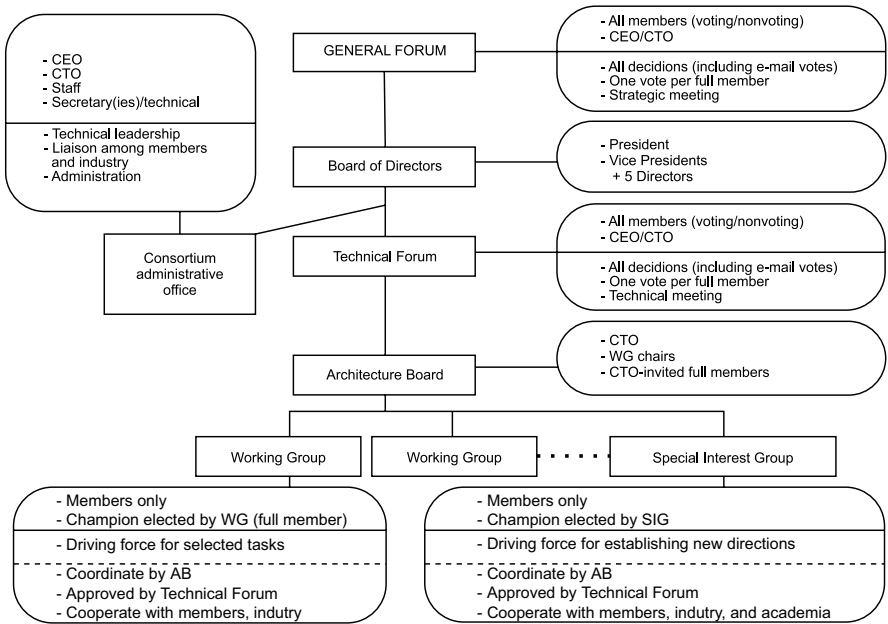 - CEO
- CTO
- Staff
- Secretary(ies)/technical
- Technical leadership
- Liaison among members
and industry
- Administration
GENERAL FORUM
- All members (voting/nonvoting)
- CEO/CTO
- All decidions (including e-mail votes)
- One vote per full member
- Strategic meeting
Board of Directors
- President
- Vice Presidents
+ 5 Directors
Consortium
administrative
office
Technical Forum
- All members (voting/nonvoting)
- CEO/CTO
- All decidions (including e-mail votes)
- One vote per full member
- Technical meeting
Architecture Board
- CTO
- WG chairs
- CTO-invited full members
Working Group
Working Group
Special Interest Group
- Members only
- Champion elected by WG (full member)
- Driving force for selected tasks
- Coordinate by AB
- Approved by Technical Forum
- Cooperate with members, indutry
- Members only
- Champion elected by SIG
- Driving force for establishing new directions
- Coordinate by AB
- Approved by Technical Forum
- Cooperate with members, indutry, and academia